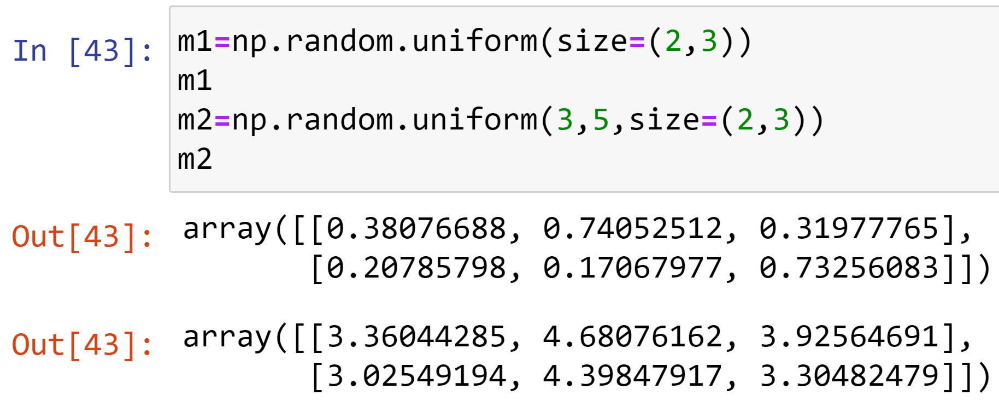 In [43]: m1=np.random.uniform(size=(2,3))
m1
m2=np.random.uniform(3,5,size=(2,3))
m2
Out[43]: array([[0.38076688, 0.74052512, 0.31977765],
[0.20785798, 0.17067977, 0.73256083]])
Out[43]: array([[3.36044285, 4.68076162, 3.92564691],
[3.02549194, 4.39847917, 3.30482479]])